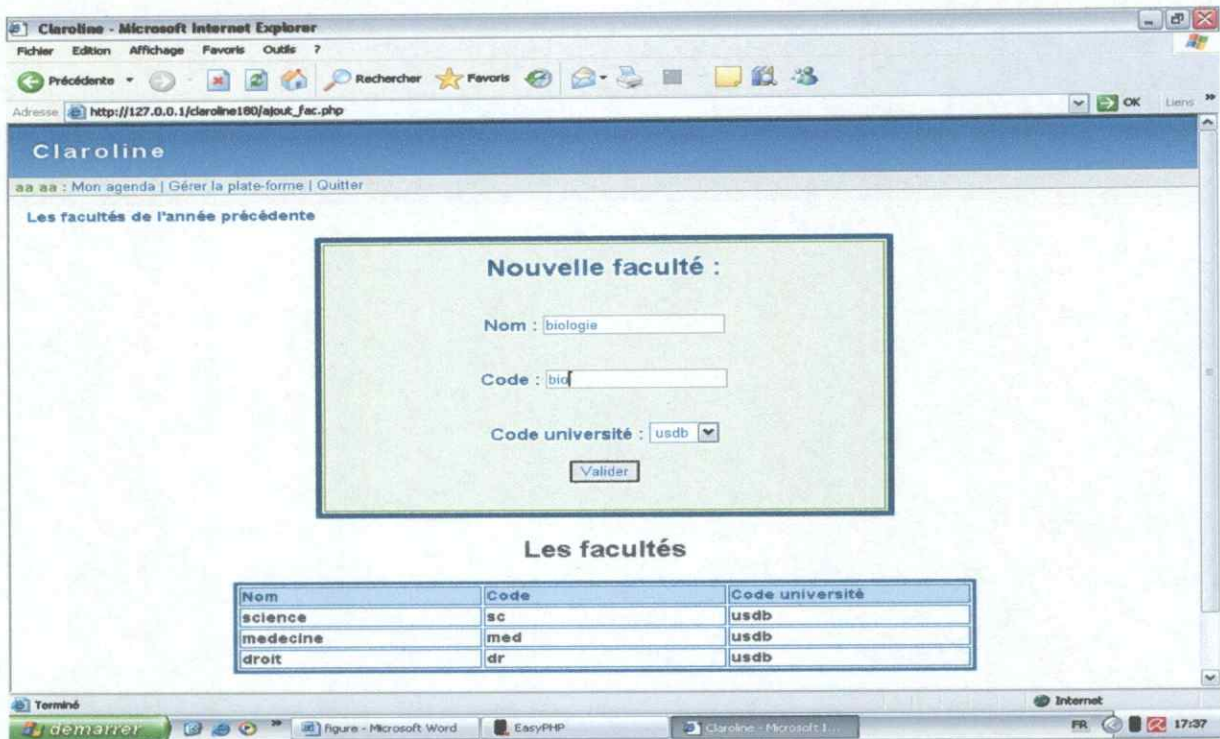 Claroline - Microsoft Internet Explorer
Fichier Edition Affichage Favoris Outils ?
Précédente Rechercher Favoris
Adresse http://127.0.0.1/claroline180/ajout_fac.php OK Liens »
Claroline
aa aa : Mon agenda | Gérer la plate-forme | Quitter
Les facultés de l'année précédente
Nouvelle faculté :
Nom : biologie
Code : bio
Code université : usdb
Valider
Les facultés
Nom Code Code université
science sc usdb
medecine med usdb
droit dr usdb
Terminé Internet
démarrer » figure - Microsoft Word EasyPHP Claroline - Microsoft I... FR 17:37